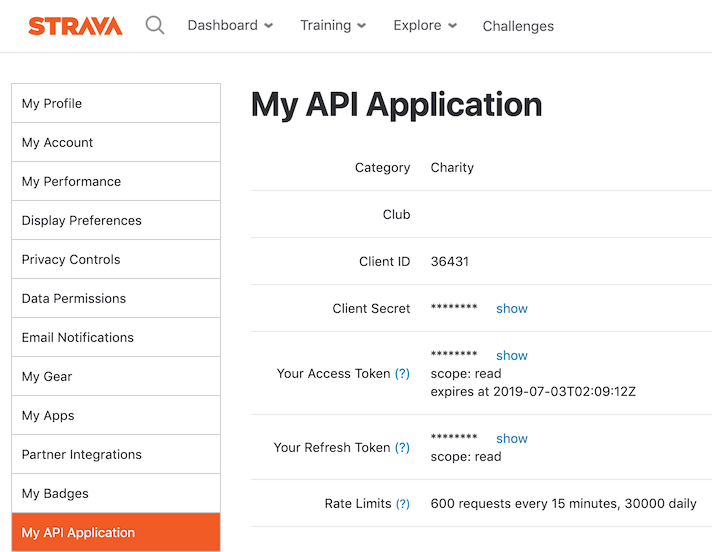 STRAVA Dashboard Training Explore Challenges
My Profile
My Account
My Performance
Display Preferences
Privacy Controls
Data Permissions
Email Notifications
My Gear
My Apps
Partner Integrations
My Badges
My API Application
My API Application
Category Charity
Club
Client ID 36431
Client Secret ******** show
******** show
Your Access Token (?) scope: read
expires at 2019-07-03T02:09:12Z
******** show
Your Refresh Token (?)
scope: read
Rate Limits (?) 600 requests every 15 minutes, 30000 daily